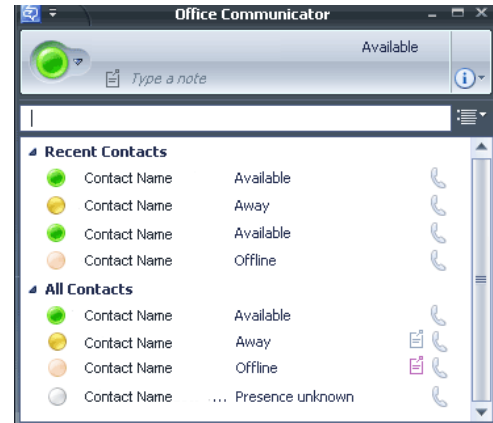 Office Communicator
Available
Type a note
Recent Contacts
Contact Name Available
Contact Name Away
Contact Name Available
Contact Name Offline
All Contacts
Contact Name Available
Contact Name Away
Contact Name Offline
Contact Name ... Presence unknown